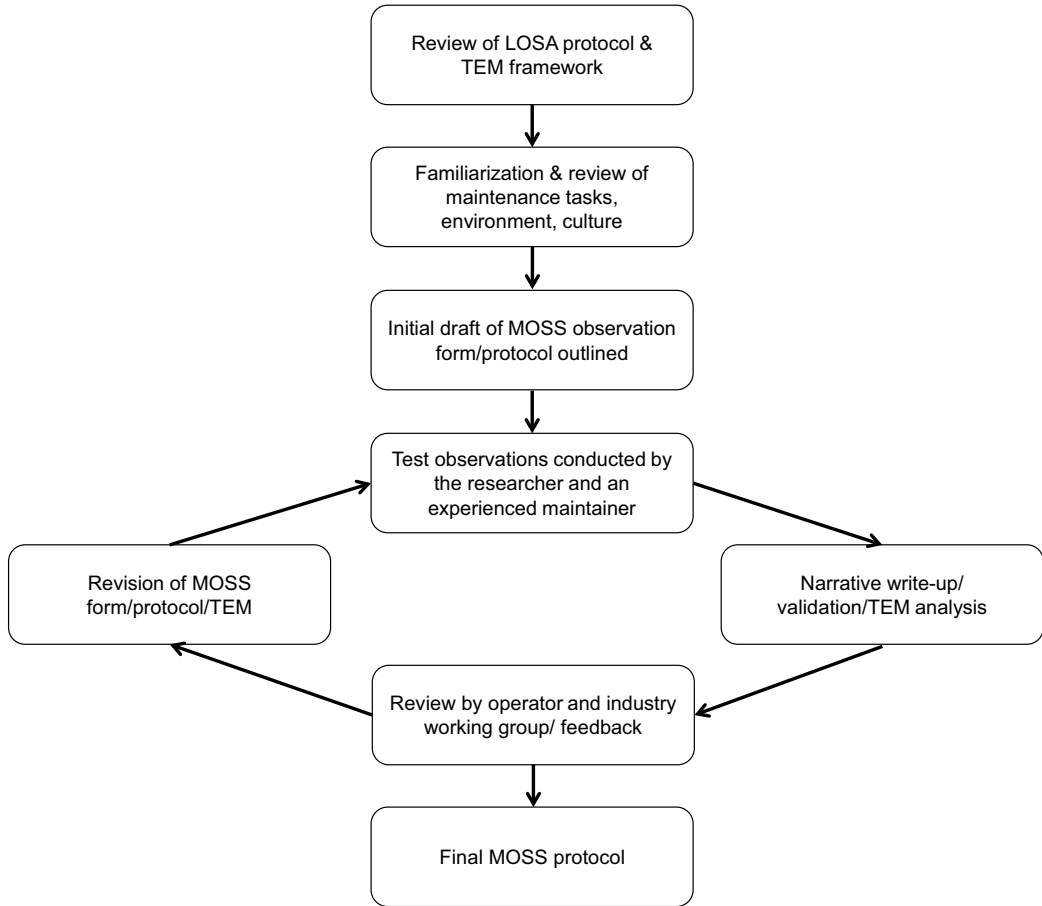 Review of LOSA protocol &
TEM framework
Familiarization & review of
maintenance tasks,
environment, culture
Initial draft of MOSS observation
form/protocol outlined
Test observations conducted by
the researcher and an
experienced maintainer
Revision of MOSS
form/protocol/TEM
Narrative write-up/
validation/TEM analysis
Review by operator and industry
working group/ feedback
Final MOSS protocol